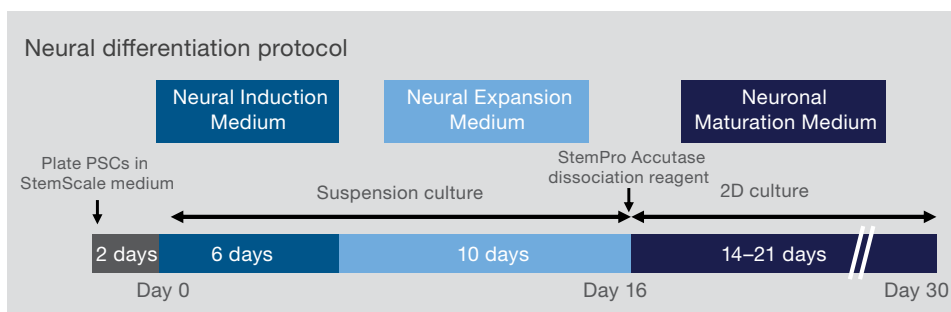 Neural differentiation protocol
Neural Induction
Medium
Neural Expansion
Medium
Neuronal
Maturation Medium
Plate PSCs in
StemScale medium
StemPro Accutase
dissociation reagent
Suspension culture
2D culture
2 days
6 days
10 days
14–21 days
Day 0
Day 16
Day 30